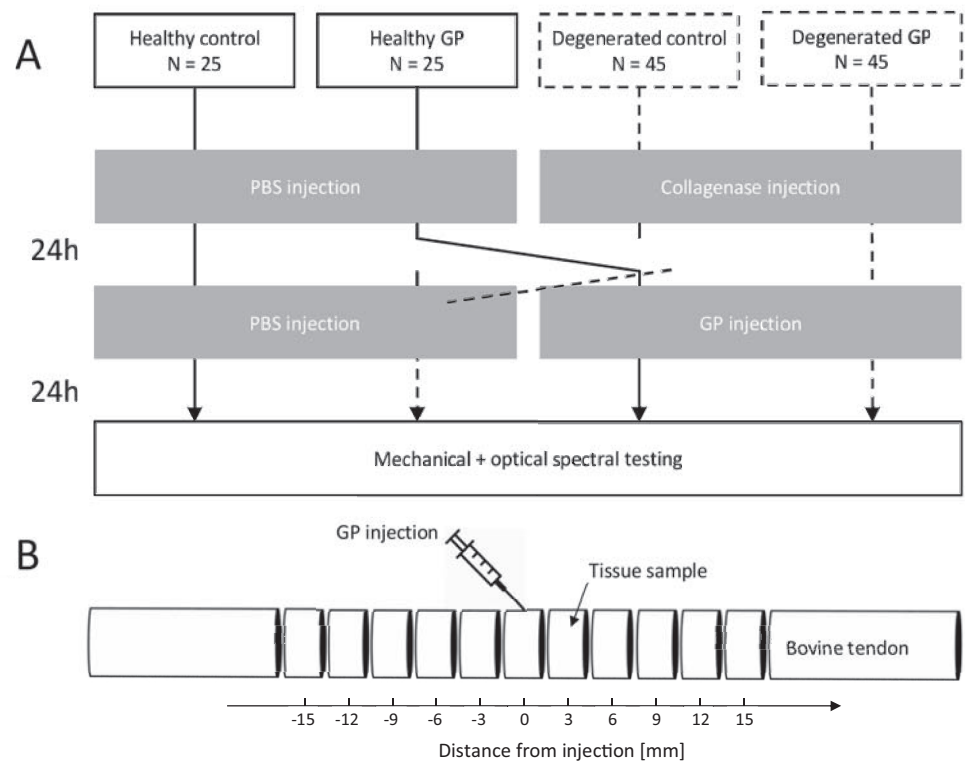 A
Healthy control
N = 25
Healthy GP
N = 25
Degenerated control
N = 45
Degenerated GP
N = 45
PBS injection
Collagenase injection
24h
PBS injection
GP injection
24h
Mechanical + optical spectral testing
B
GP injection
Tissue sample
Bovine tendon
-15 -12 -9 -6 -3 0 3 6 9 12 15
Distance from injection [mm]